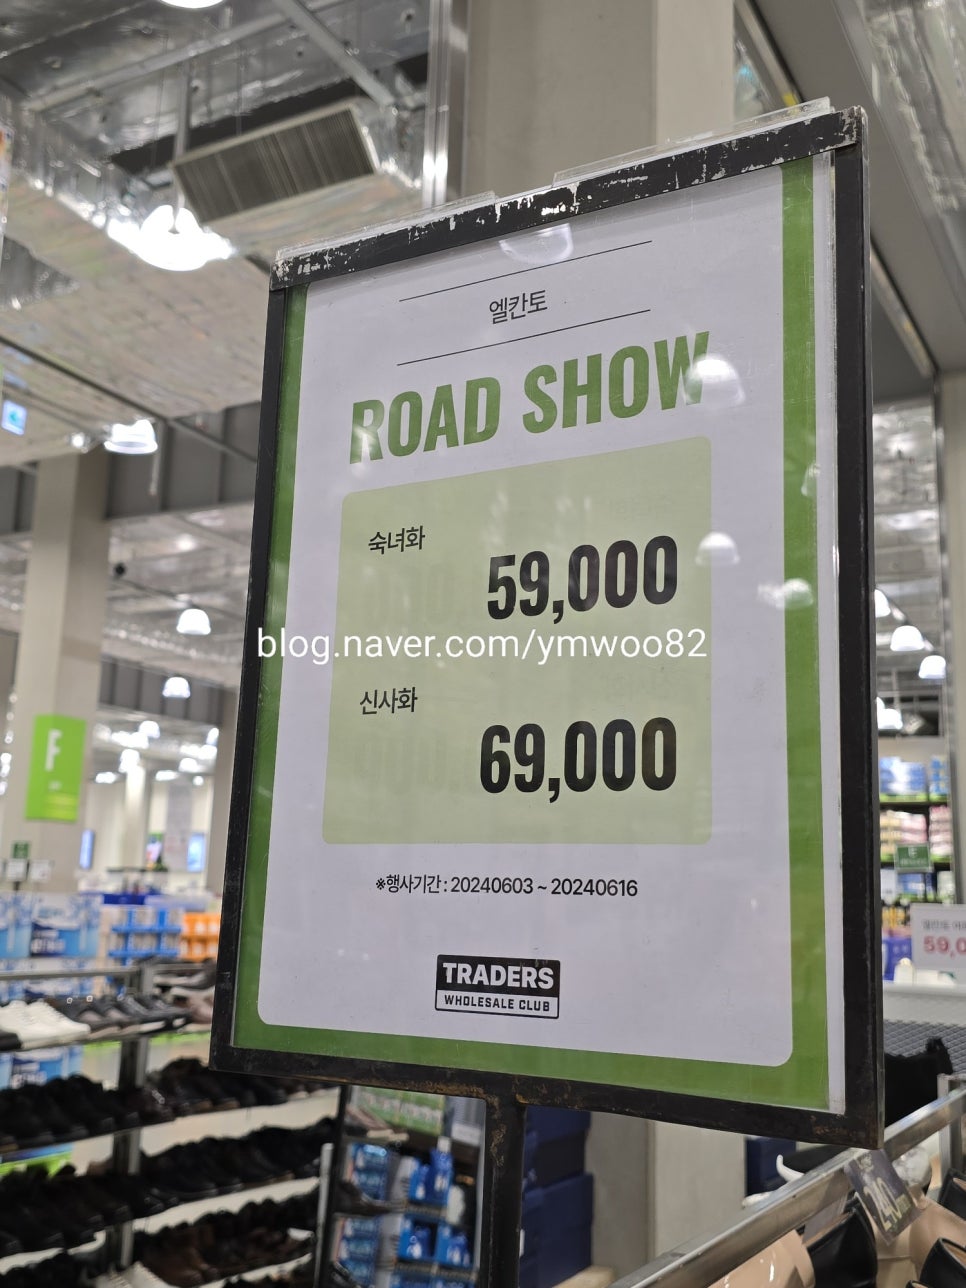 엘칸토
ROAD SHOW
숙녀화
59,000
blog.naver.com/ymwoo82
신사화
69,000
※행사기간 : 20240603 ~ 20240616
TRADERS
WHOLESALE CLUB
F